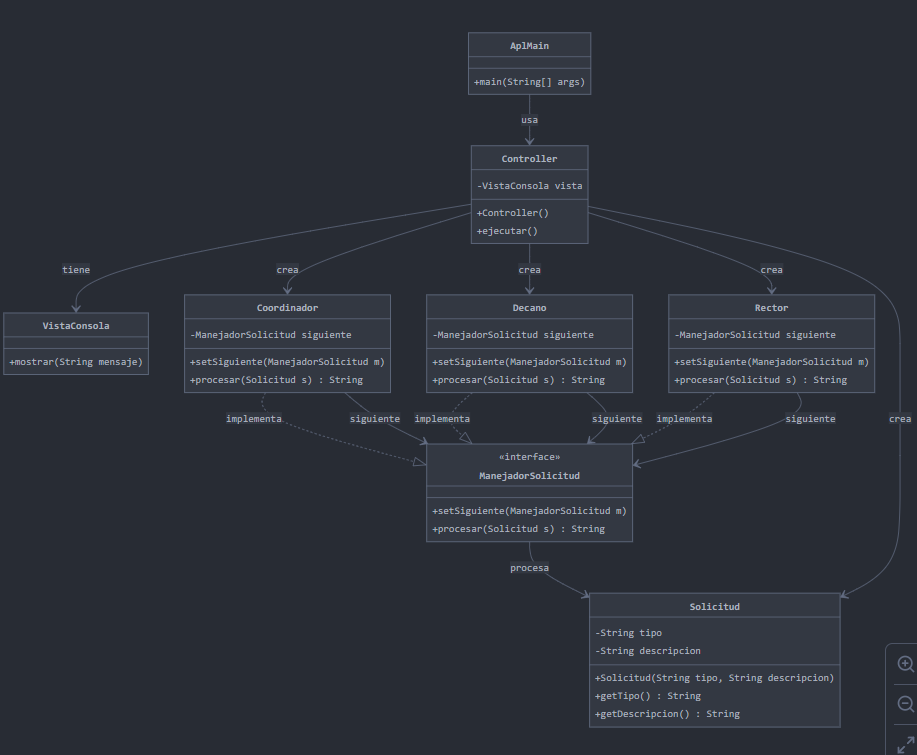 AplMain
+main(String[] args)
usa
Controller
-VistaConsola vista
+Controller()
+ejecutar()
tiene
crea
crea
crea
VistaConsola
+mostrar(String mensaje)
Coordinador
-ManejadorSolicitud siguiente
+setSiguiente(ManejadorSolicitud m)
+procesar(Solicitud s) : String
Decano
-ManejadorSolicitud siguiente
+setSiguiente(ManejadorSolicitud m)
+procesar(Solicitud s) : String
Rector
-ManejadorSolicitud siguiente
+setSiguiente(ManejadorSolicitud m)
+procesar(Solicitud s) : String
implementa
siguiente
implementa
siguiente
implementa
siguiente
crea
«interface»
ManejadorSolicitud
+setSiguiente(ManejadorSolicitud m)
+procesar(Solicitud s) : String
procesa
Solicitud
-String tipo
-String descripcion
+Solicitud(String tipo, String descripcion)
+getTipo() : String
+getDescripcion() : String